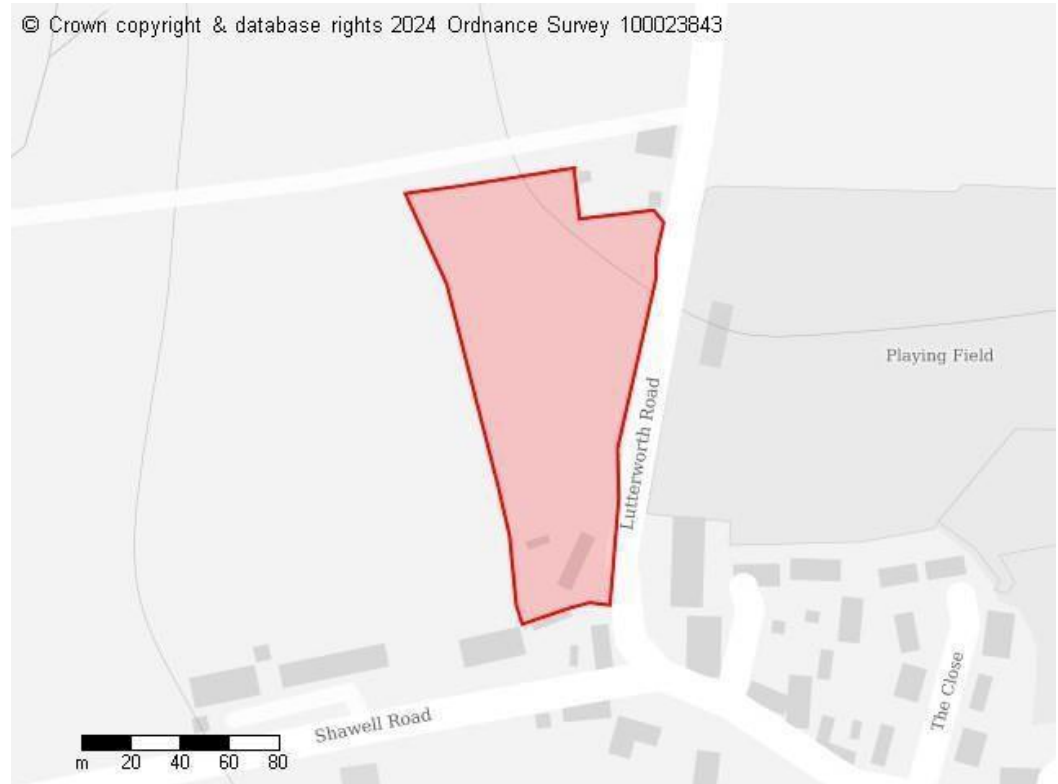 © Crown copyright & database rights 2024 Ordnance Survey 100023843
Playing Field
Lutterworth Road
The Close
Shawell Road
m 20 40 60 80